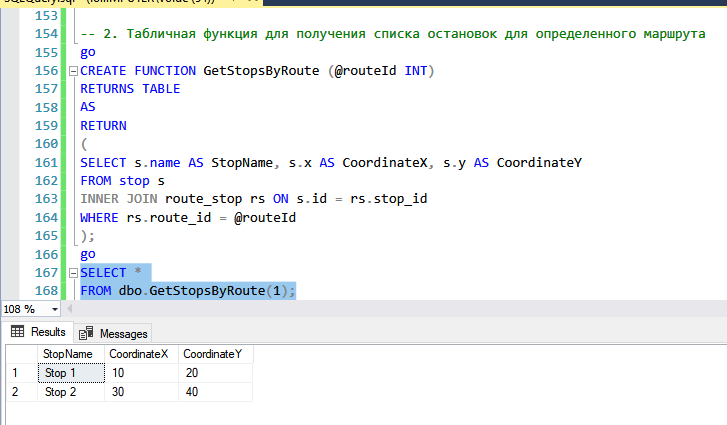 153
154 -- 2. Табличная функция для получения списка остановок для определенного маршрута
155 go
156 CREATE FUNCTION GetStopsByRoute (@routeId INT)
157 RETURNS TABLE
158 AS
159 RETURN
160 (
161 SELECT s.name AS StopName, s.x AS CoordinateX, s.y AS CoordinateY
162 FROM stop s
163 INNER JOIN route_stop rs ON s.id = rs.stop_id
164 WHERE rs.route_id = @routeId
165 );
166 go
167 SELECT *
168 FROM dbo.GetStopsByRoute(1);
108 %
Results Messages
StopName CoordinateX CoordinateY
1 Stop 1 10 20
2 Stop 2 30 40